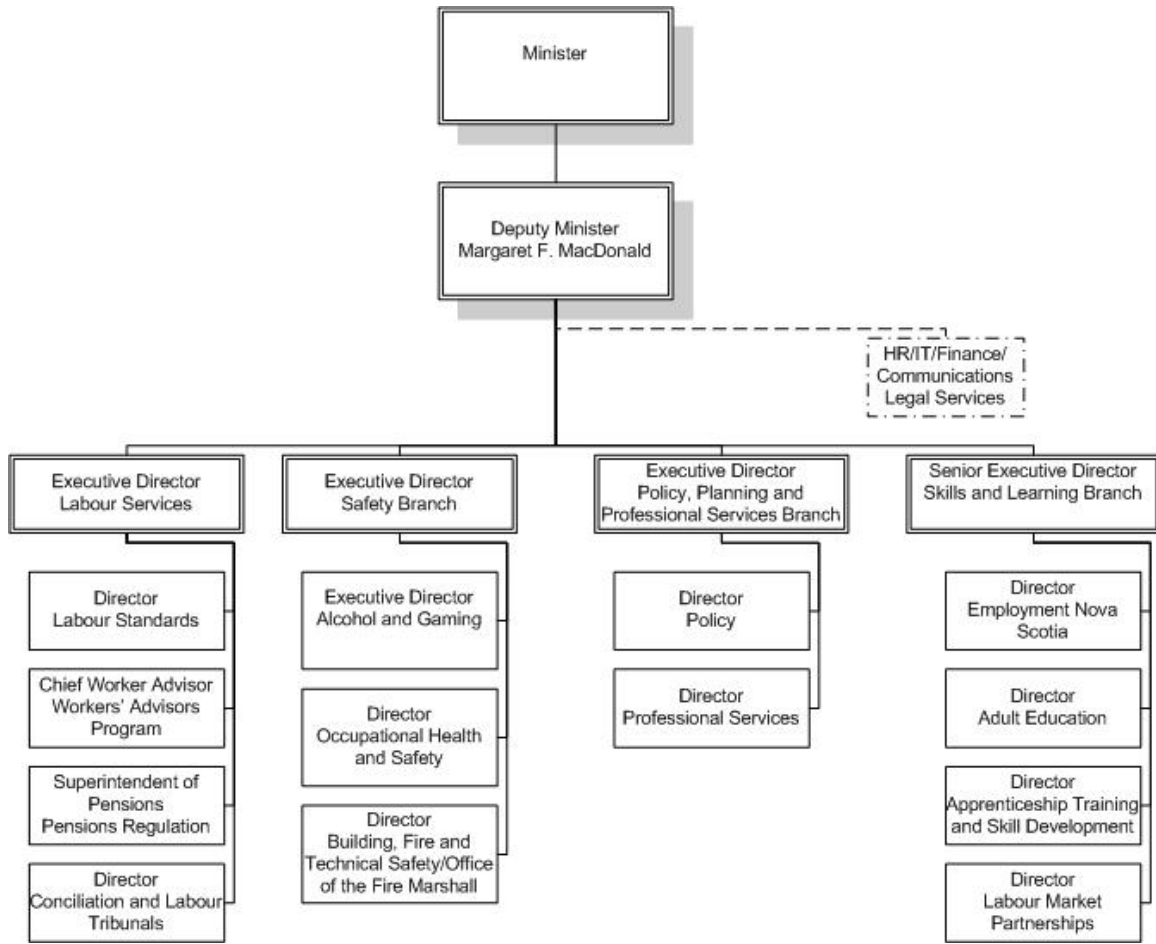 Minister
Deputy Minister
Margaret F. MacDonald
HR/IT/Finance/
Communications
Legal Services
Executive Director
Labour Services
Executive Director
Safety Branch
Executive Director
Policy, Planning and
Professional Services Branch
Senior Executive Director
Skills and Learning Branch
Director
Labour Standards
Chief Worker Advisor
Workers' Advisors
Program
Superintendent of
Pensions
Pensions Regulation
Director
Conciliation and Labour
Tribunals
Executive Director
Alcohol and Gaming
Director
Occupational Health
and Safety
Director
Building, Fire and
Technical Safety/Office
of the Fire Marshall
Director
Policy
Director
Professional Services
Director
Employment Nova
Scotia
Director
Adult Education
Director
Apprenticeship Training
and Skill Development
Director
Labour Market
Partnerships